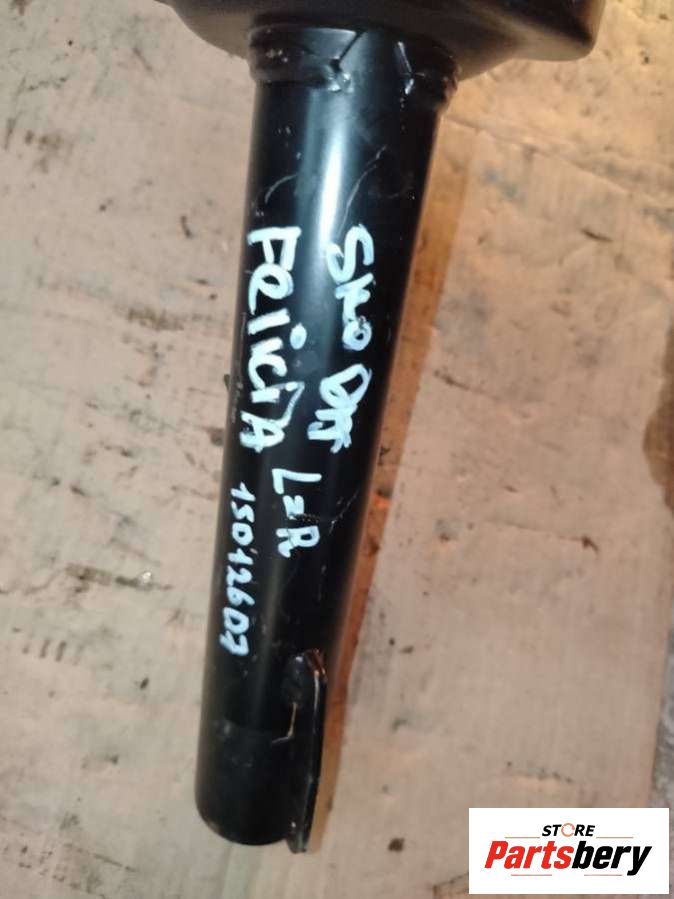 SKODA
FeliciA
L=R
15012607
STORE
Partsbery